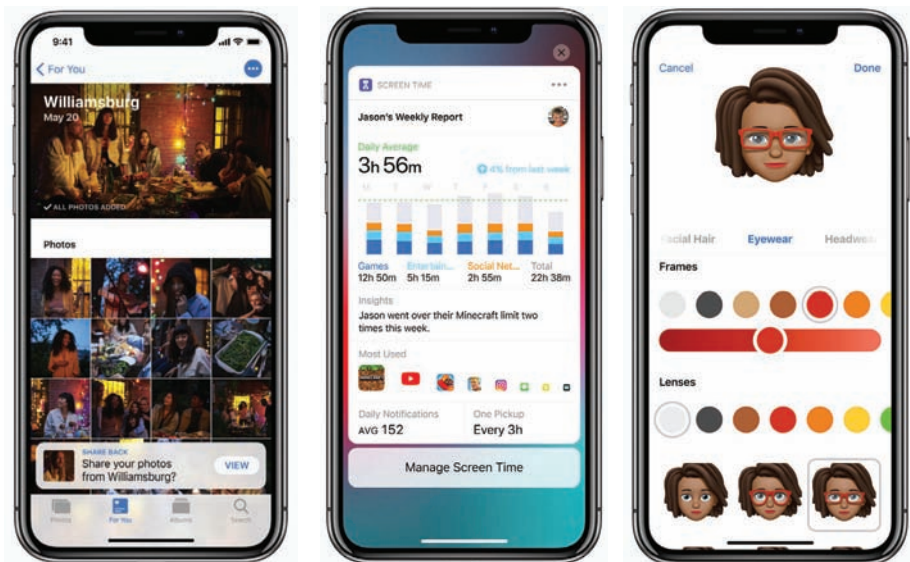 9:41
For You
Williamsburg
May 20
ALL PHOTOS ADDED
Photos
SHARE BACK
Share your photos
from Williamsburg?
VIEW
Photos
For You
Albums
Search
SCREEN TIME
Jason's Weekly Report
Daily Average
3h 56m
4% from last week
M T W T F S S
Games
Entertain...
Social Net...
Total
12h 50m
5h 15m
2h 55m
22h 38m
Insights
Jason went over their Minecraft limit two
times this week.
Most Used
Daily Notifications
One Pickup
AVG 152
Every 3h
Manage Screen Time
Cancel
Done
Facial Hair
Eyewear
Headwea
Frames
Lenses